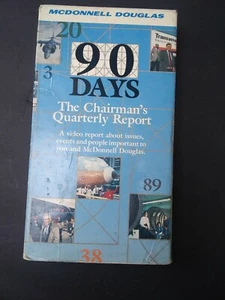 MCDONNELL DOUGLAS
20
90
3
DAYS
The Chairman's
Quarterly Report
A video report about issues,
events and people important to
you and McDonnell Douglas.
89
38